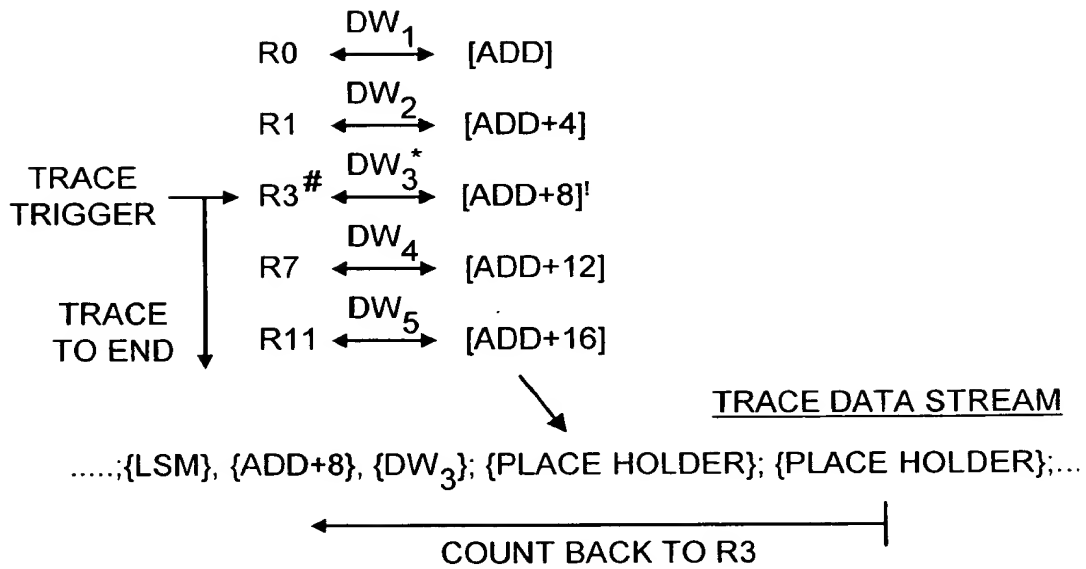 R0 DW1 [ADD]
R1 DW2 [ADD+4]
TRACE TRIGGER R3# DW3* [ADD+8]!
R7 DW4 [ADD+12]
TRACE TO END R11 DW5 [ADD+16]
TRACE DATA STREAM
.....;{LSM}, {ADD+8}, {DW3}; {PLACE HOLDER}; {PLACE HOLDER};...
COUNT BACK TO R3